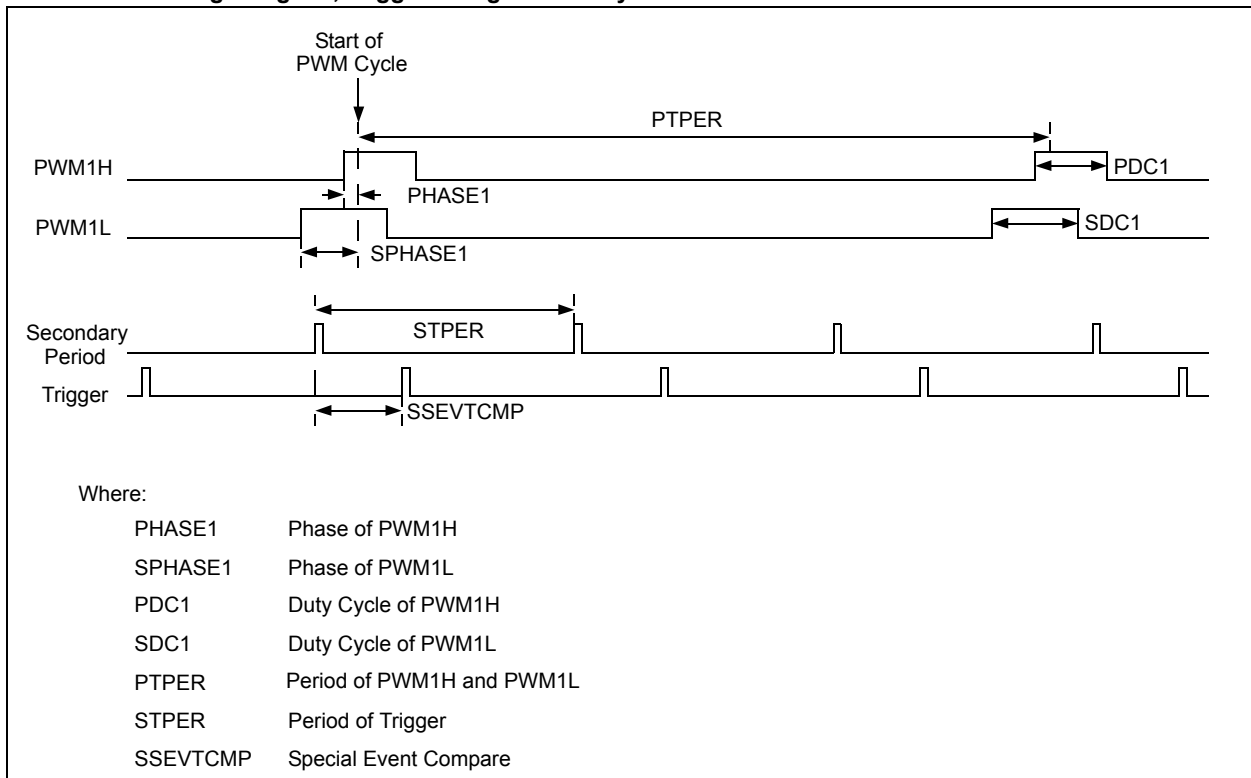 Start of
PWM Cycle
PTPER
PWM1H
PDC1
PHASE1
PWM1L
SDC1
SPHASE1
Secondary
Period
STPER
Trigger
SSEVTCMP
Where:
PHASE1 Phase of PWM1H
SPHASE1 Phase of PWM1L
PDC1 Duty Cycle of PWM1H
SDC1 Duty Cycle of PWM1L
PTPER Period of PWM1H and PWM1L
STPER Period of Trigger
SSEVTCMP Special Event Compare